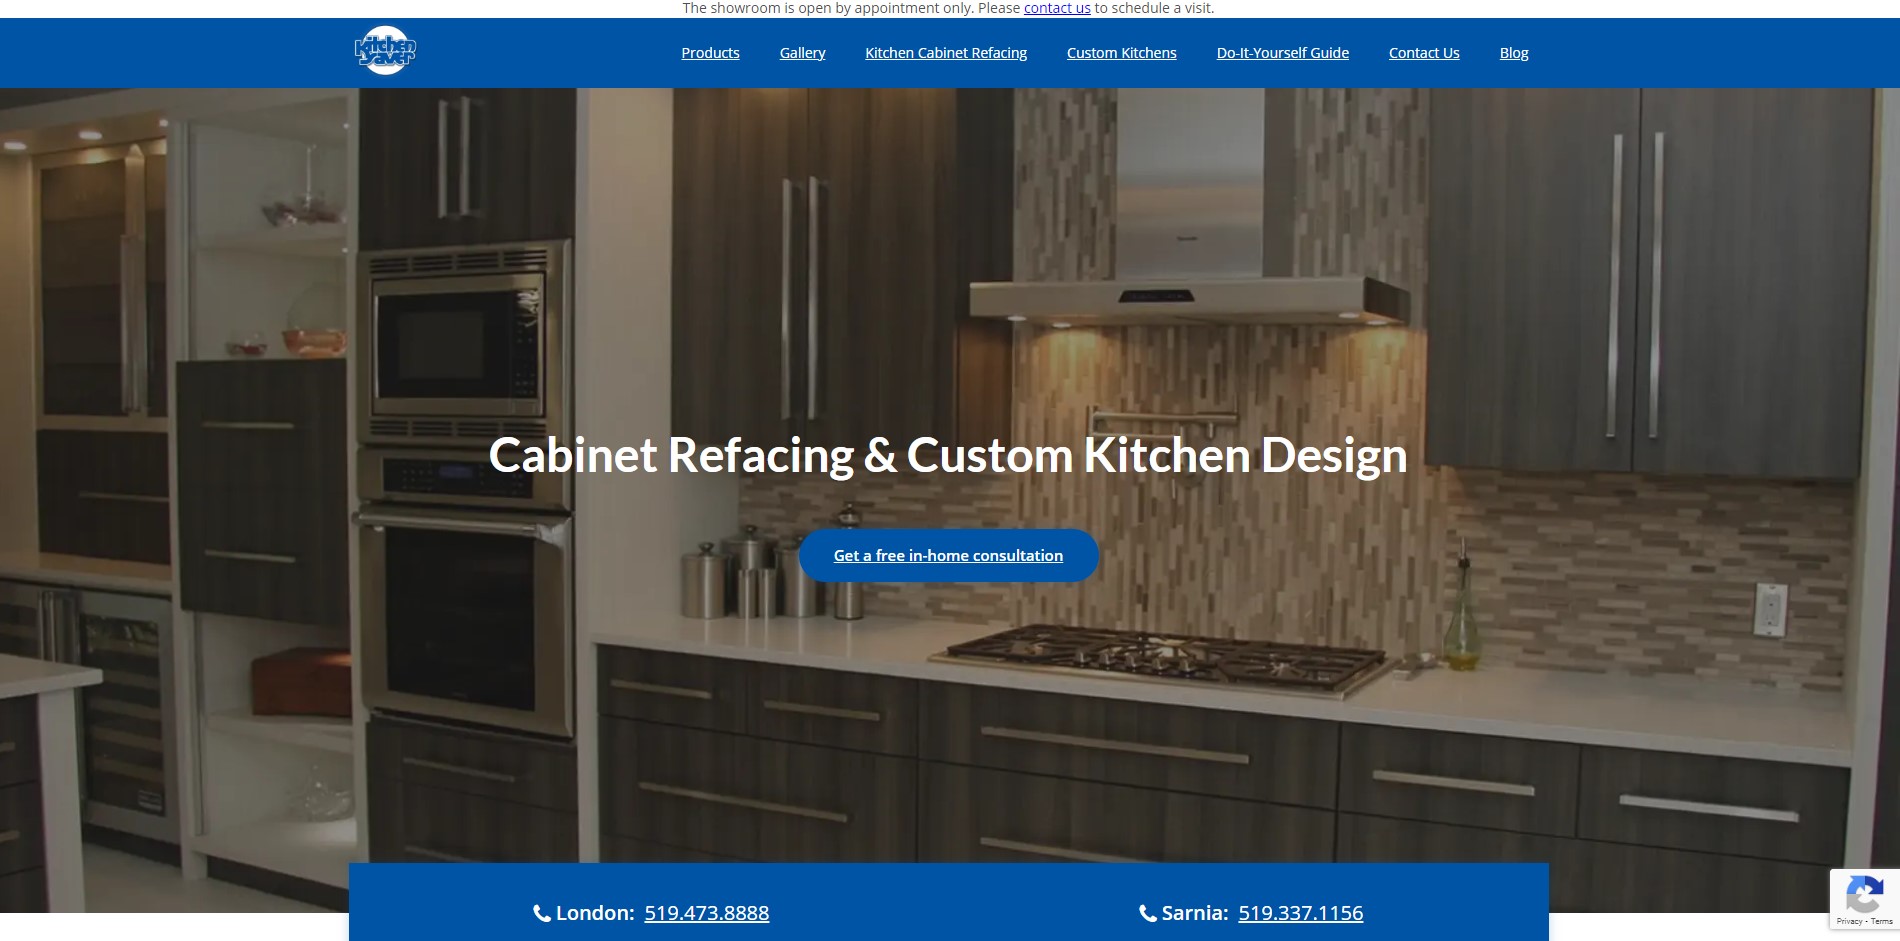 The showroom is open by appointment only. Please contact us to schedule a visit.
Kitchen Saver
Products Gallery Kitchen Cabinet Refacing Custom Kitchens Do-It-Yourself Guide Contact Us Blog
Cabinet Refacing & Custom Kitchen Design
Get a free in-home consultation
London: 519.473.8888
Sarnia: 519.337.1156
Privacy - Terms